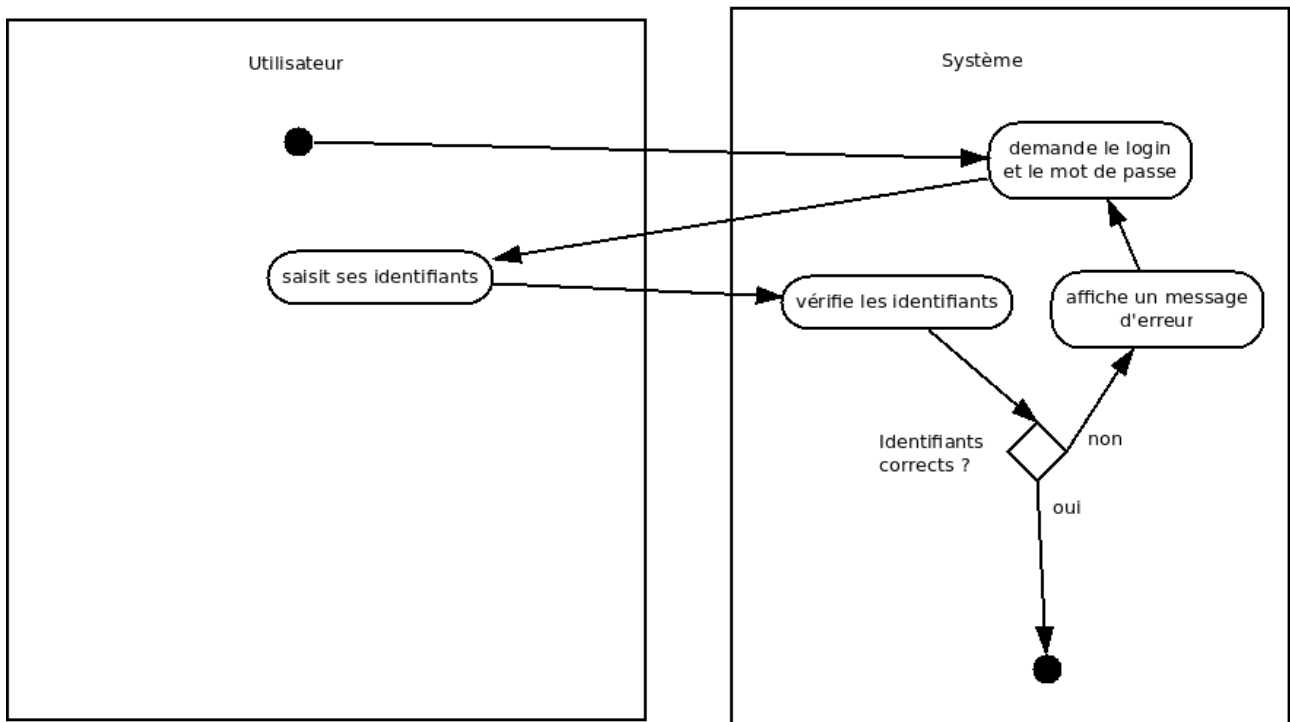 Utilisateur
Système
demande le login
et le mot de passe
saisit ses identifiants
vérifie les identifiants
affiche un message
d'erreur
Identifiants
corrects ?
non
oui